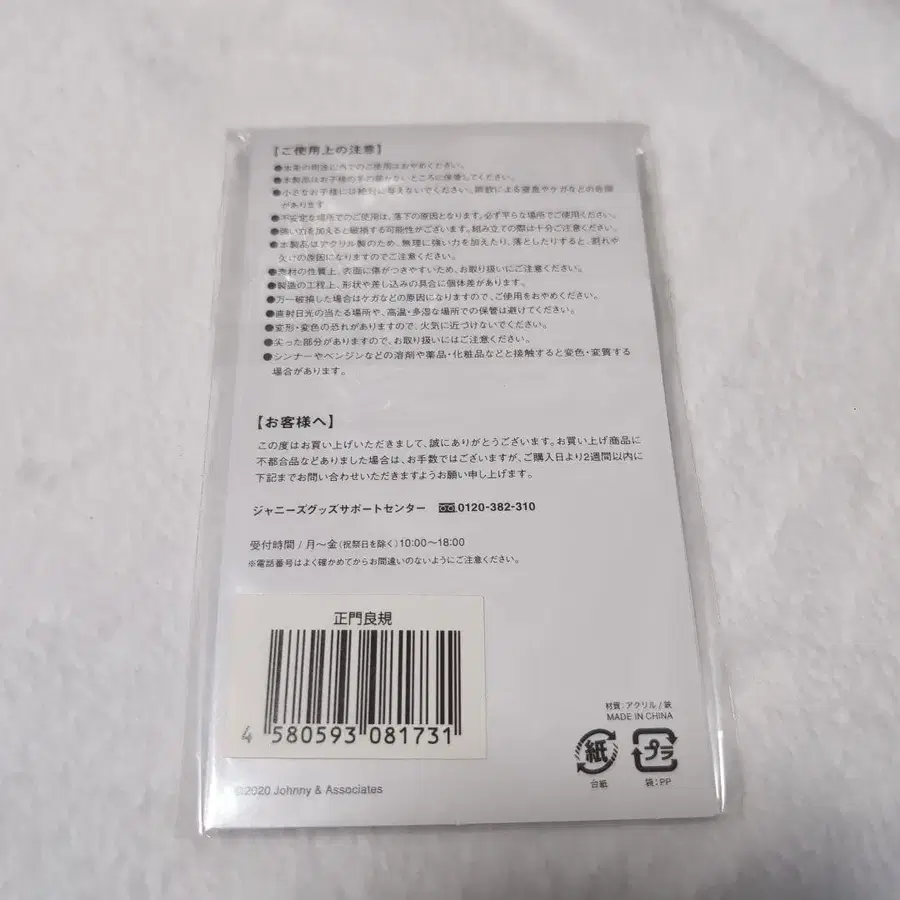 【ご使用上の注意】
●本来の用途以外でのご使用はおやめください。
●本製品はお子様の手の届かないところに保管してください。
●小さなお子様には絶対に与えないでください。誤飲による窒息やケガなどの危険
があります
●不安定な場所でのご使用は、落下の原因となります。必ず平らな場所でご使用ください。
●強い力を加えると破損する可能性がございます。組み立ての際は十分ご注意ください。
●本製品はアクリル製のため、無理に強い力を加えたり、落としたりすると、割れや
欠けの原因になりますのでご注意ください。
●素材の性質上、表面に傷がつきやすいため、お取り扱いにご注意ください。
●製造の工程上、形状や差し込みの具合に個体差があります。
●万一破損した場合はケガなどの原因になりますので、ご使用をおやめください。
●直射日光の当たる場所や、高温・多湿な場所での保管は避けてください。
●変形・変色の恐れがありますので、火気に近づけないでください。
●尖った部分がありますので、お取り扱いにはご注意ください。
●シンナーやベンジンなどの溶剤や薬品・化粧品などと接触すると変色・変質する
場合があります。
【お客様へ】
この度はお買い上げいただきまして、誠にありがとうございます。お買い上げ商品に
不都合品などありました場合は、お手数ではございますが、ご購入日より2週間以内に
下記までお問い合わせいただきますようお願い申し上げます。
ジャニーズグッズサポートセンター 0120-382-310
受付時間 / 月〜金(祝祭日を除く)10:00〜18:00
※電話番号はよく確かめてからお間違いのないようにご注意ください。
正門良規
4 580593 081731
材質:アクリル / 鉄
MADE IN CHINA
紙
プラ
台紙
袋:PP
©2020 Johnny & Associates